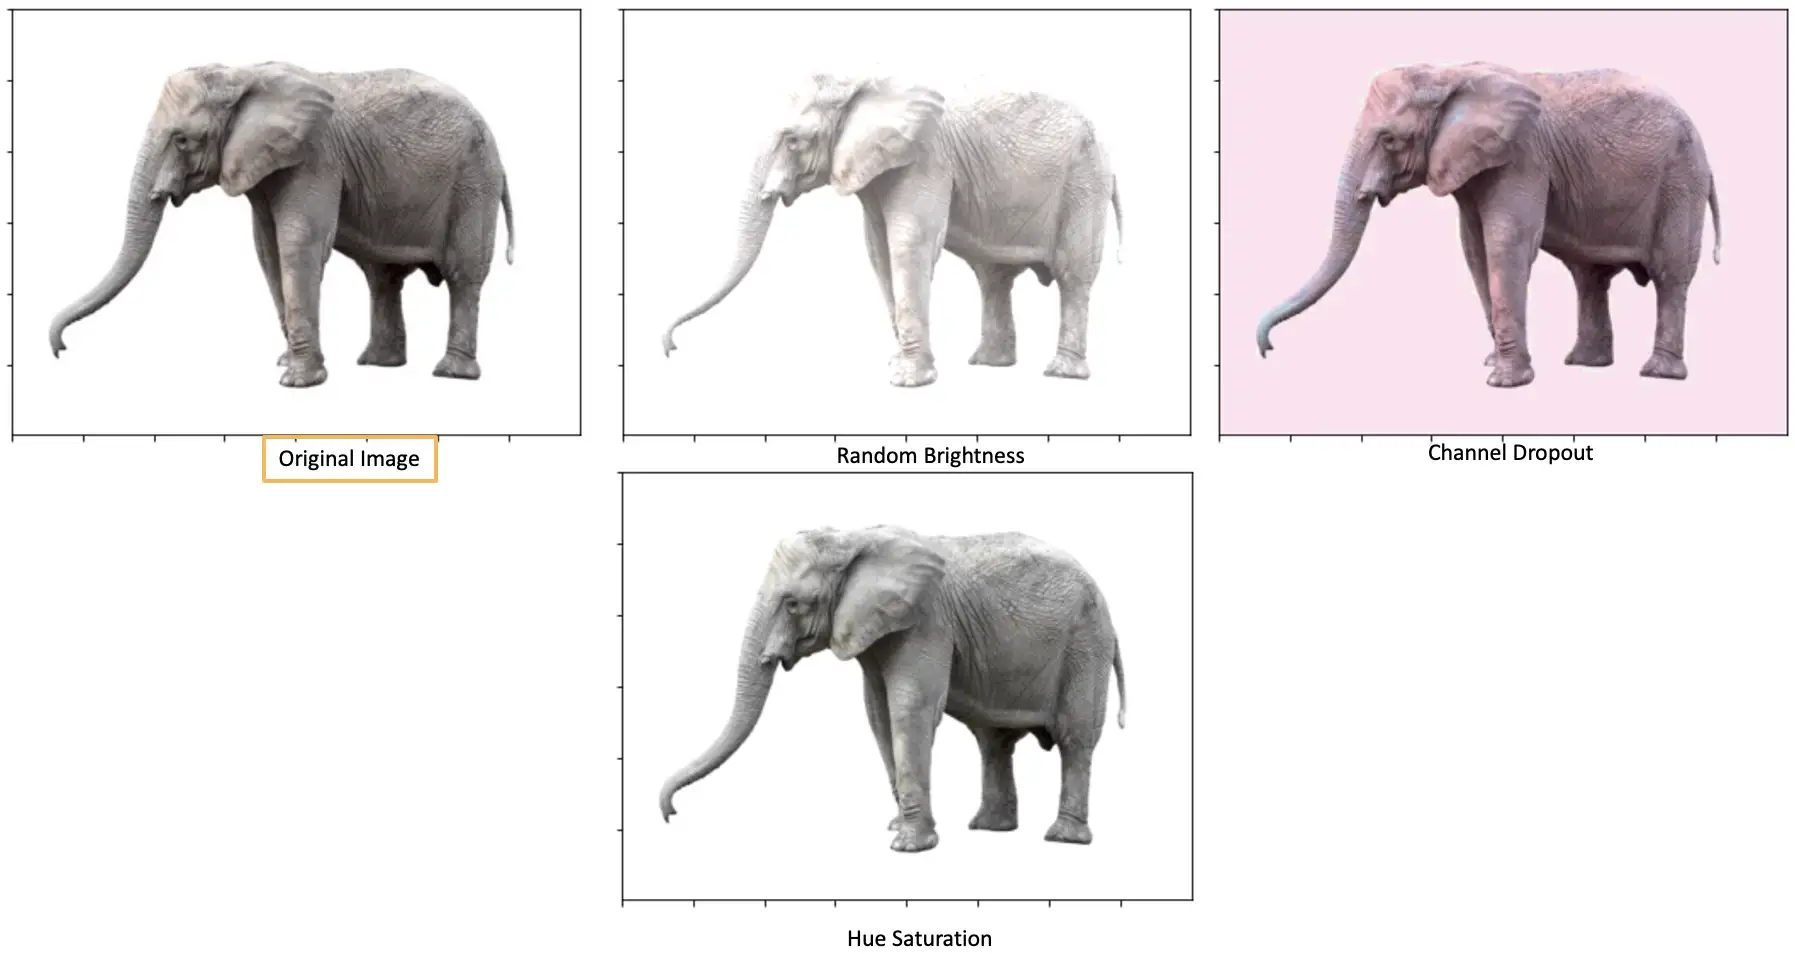 Original Image
Random Brightness
Channel Dropout
Hue Saturation